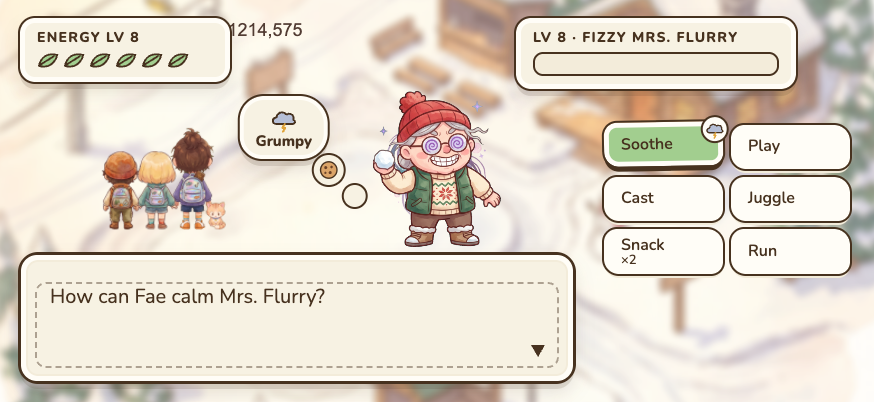 ENERGY LV 8
1214,575
LV 8 · FIZZY MRS. FLURRY
Grumpy
Soothe
Play
Cast
Juggle
Snack
×2
Run
How can Fae calm Mrs. Flurry?